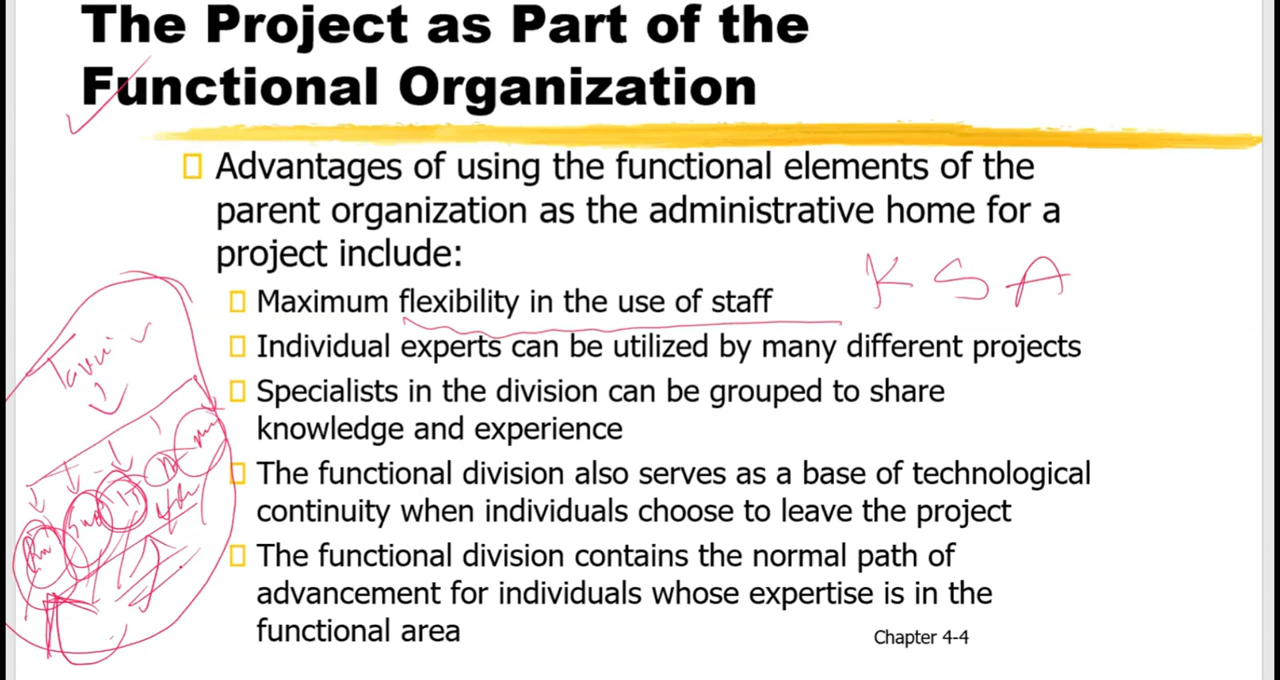 The Project as Part of the
Functional Organization
Advantages of using the functional elements of the
parent organization as the administrative home for a
project include:
KSA
Maximum flexibility in the use of staff
Individual experts can be utilized by many different projects
Specialists in the division can be grouped to share
knowledge and experience
The functional division also serves as a base of technological
continuity when individuals choose to leave the project
The functional division contains the normal path of
advancement for individuals whose expertise is in the
functional area
IT
Chapter 4-4